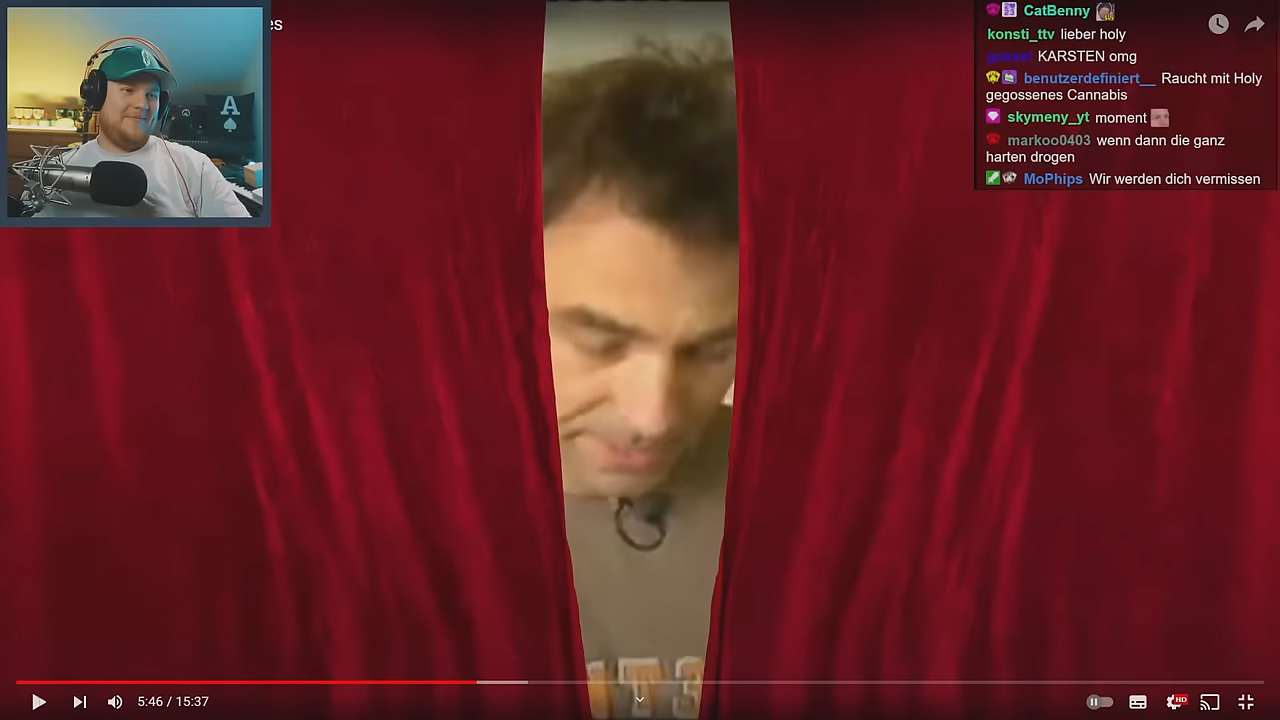 es
CatBenny
konsti_ttv lieber holy
KARSTEN omg
benutzerdefiniert__ Raucht mit Holy
gegossenes Cannabis
skymeny_yt moment
markoo0403 wenn dann die ganz
harten drogen
MoPhips Wir werden dich vermissen
A
5:46 / 15:37
HD